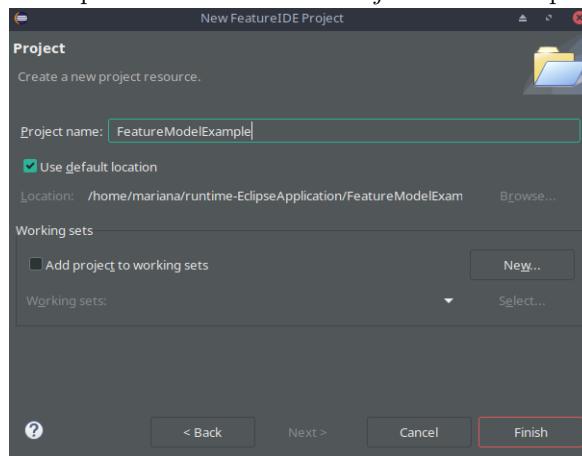 New FeatureIDE Project
Project
Create a new project resource.
Project name: FeatureModelExample
Use default location
Location: /home/mariana/runtime-EclipseApplication/FeatureModelExam Browse...
Working sets
Add project to working sets New...
Working sets: Select...
? < Back Next > Cancel Finish